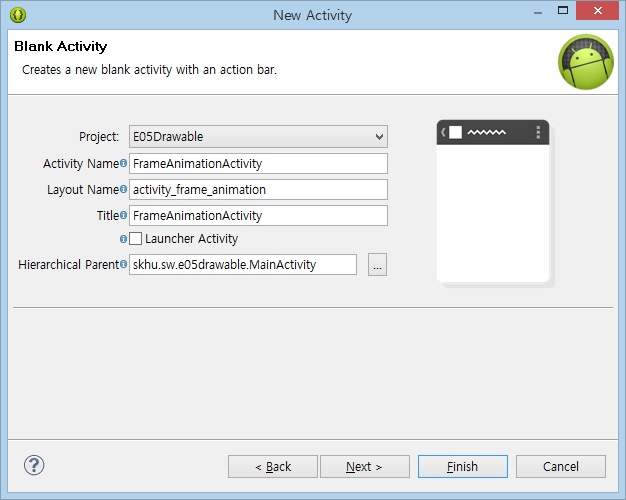 New Activity
Blank Activity
Creates a new blank activity with an action bar.
Project: E05Drawable
Activity Name FrameAnimationActivity
Layout Name activity_frame_animation
Title FrameAnimationActivity
Launcher Activity
Hierarchical Parent skhu.sw.e05drawable.MainActivity ...
? < Back Next > Finish Cancel